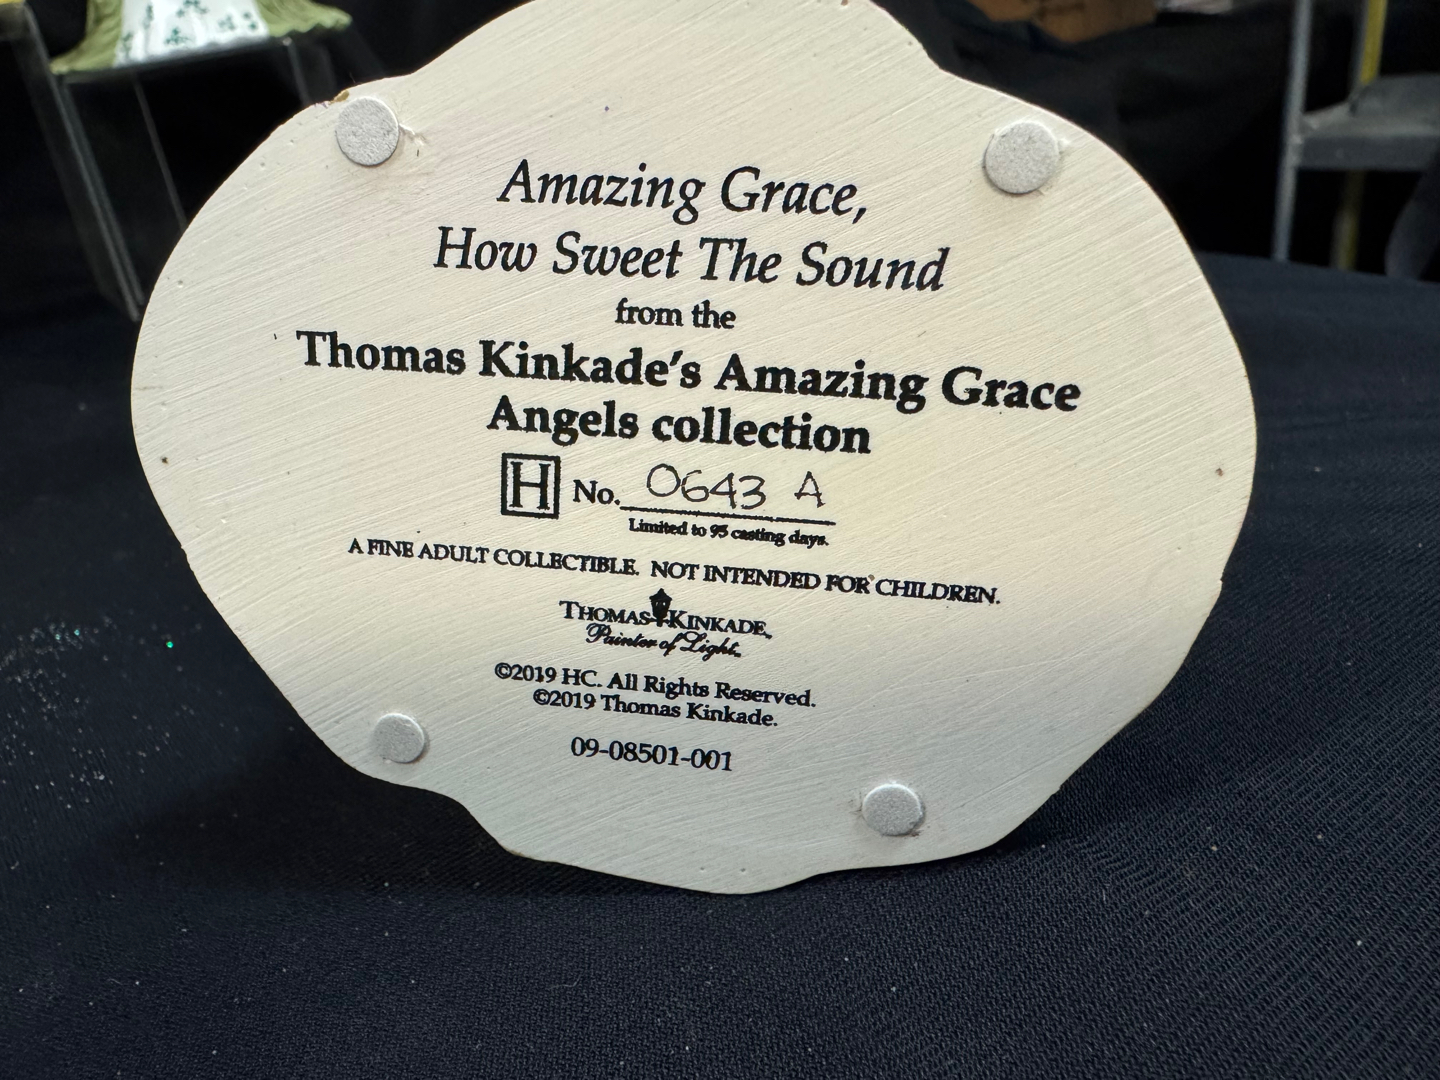 Amazing Grace,
How Sweet The Sound
from the
Thomas Kinkade's Amazing Grace
Angels collection
H No. 0643 A
Limited to 95 casting days.
A FINE ADULT COLLECTIBLE. NOT INTENDED FOR CHILDREN.
THOMAS KINKADE™
Painter of Light™
©2019 HC. All Rights Reserved.
©2019 Thomas Kinkade.
09-08501-001